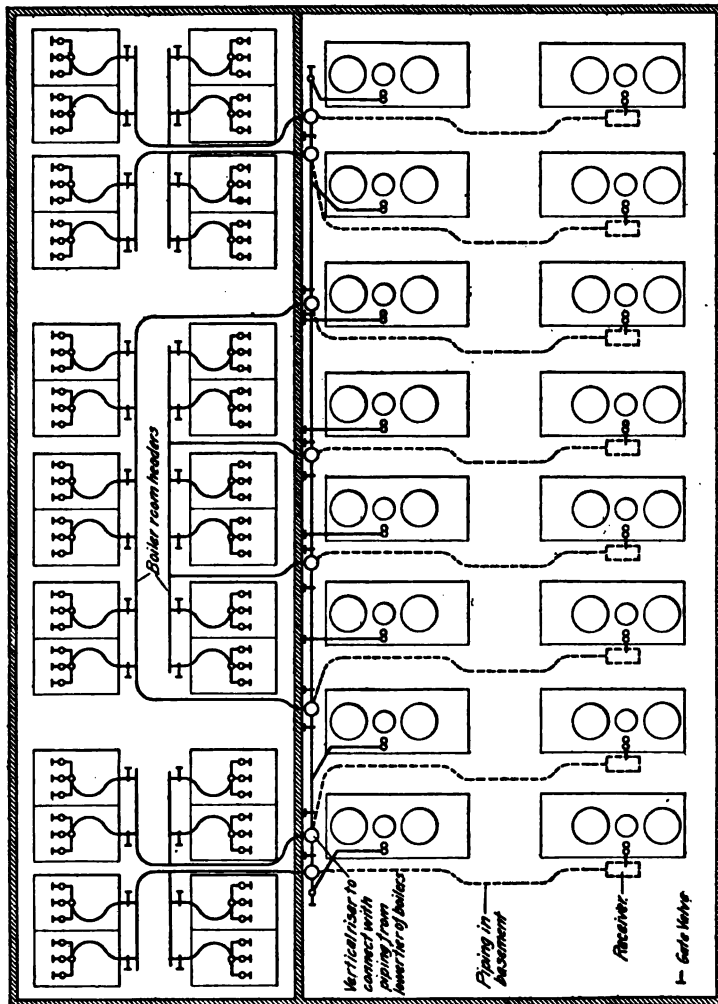 Boiler room headers
Vertical riser to
connect with
piping from
lower tier of boilers
Piping in
basement
Receiver
Gate Valve